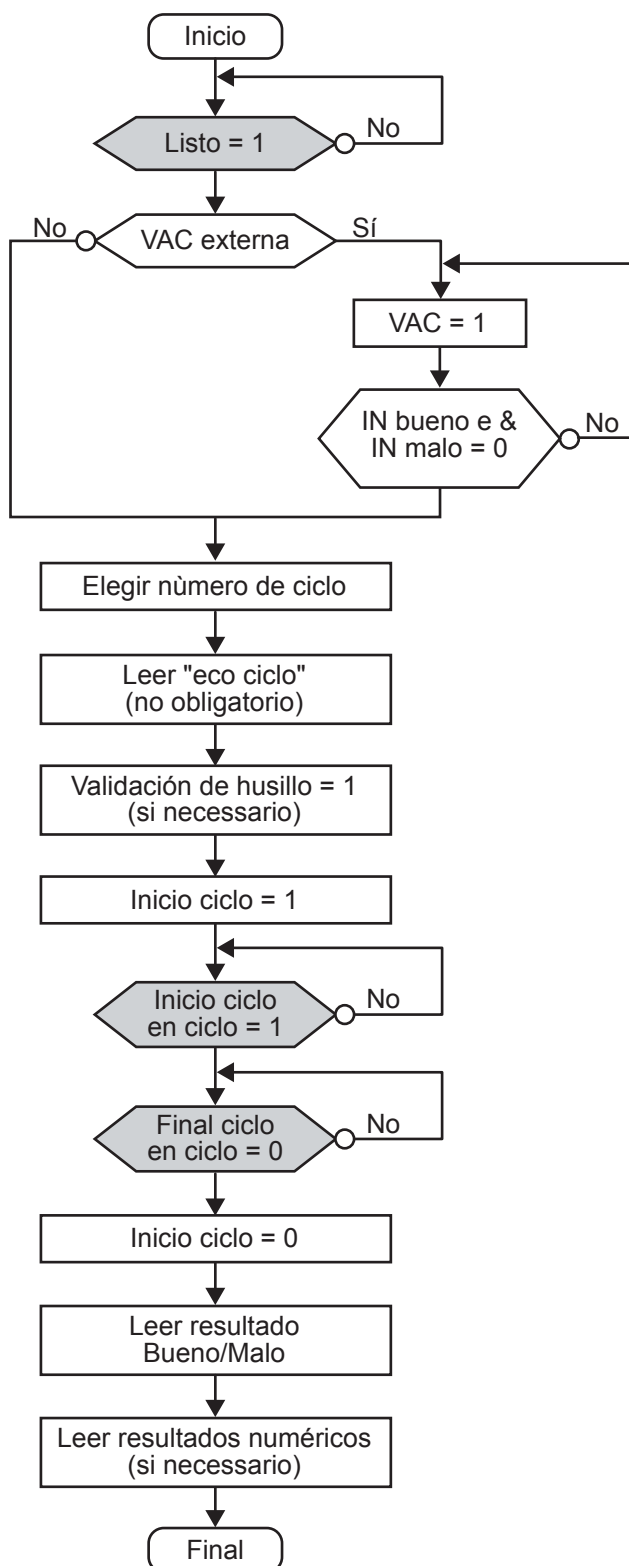 Inicio
Listo = 1
No
No
VAC externa
Sí
VAC = 1
IN bueno e &
IN malo = 0
No
Elegir nùmero de ciclo
Leer "eco ciclo"
(no obligatorio)
Validación de husillo = 1
(si necessario)
Inicio ciclo = 1
Inicio ciclo
en ciclo = 1
No
Final ciclo
en ciclo = 0
No
Inicio ciclo = 0
Leer resultado
Bueno/Malo
Leer resultados numéricos
(si necessario)
Final